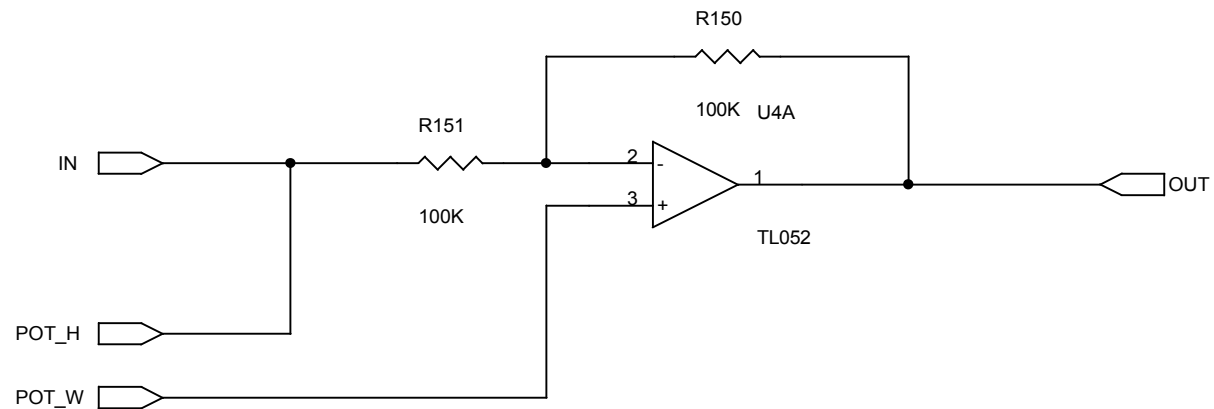 R150
100K
U4A
R151
IN
2
-
1
OUT
3
+
100K
TL052
POT_H
POT_W